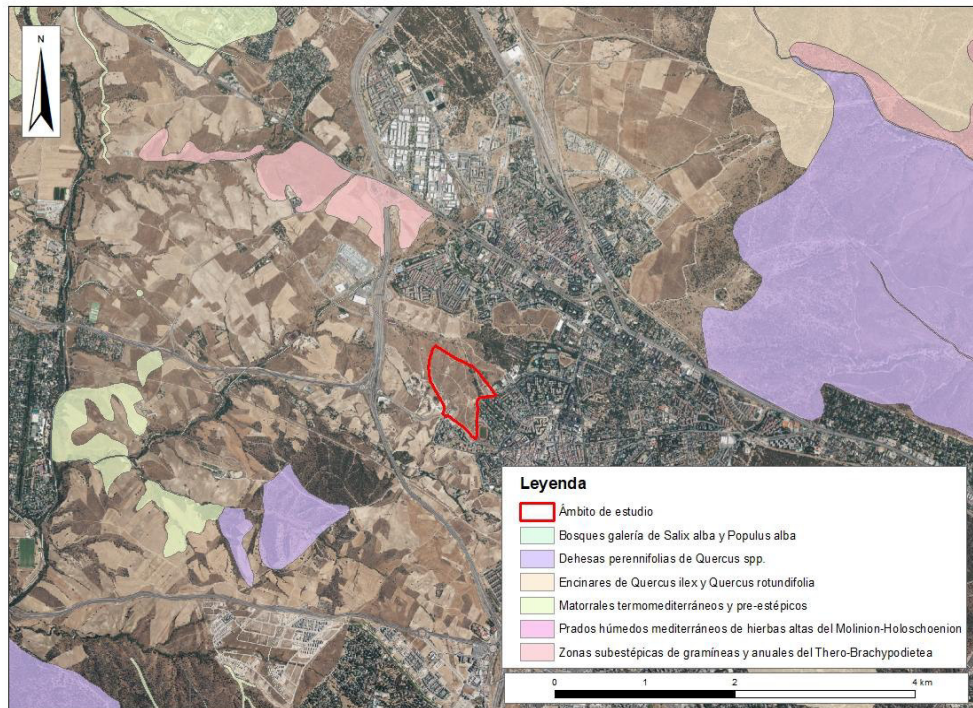 N
Leyenda
Ámbito de estudio
Bosques galería de Salix alba y Populus alba
Dehesas perennifolias de Quercus spp.
Encinares de Quercus ilex y Quercus rotundifolia
Matorrales termomediterráneos y pre-estépicos
Prados húmedos mediterráneos de hierbas altas del Molinion-Holoschoenion
Zonas subestépicas de gramíneas y anuales del Thero-Brachypodietea
0 1 2 4 km